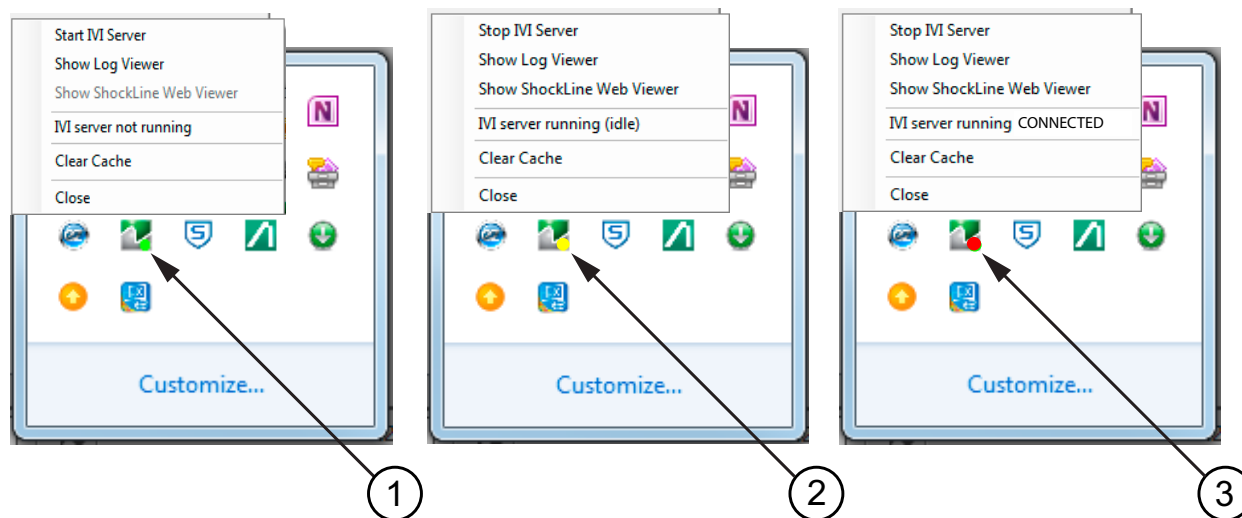 Start IVI Server
Show Log Viewer
Show ShockLine Web Viewer
IVI server not running
Clear Cache
Close
N
S
Customize...
1
Stop IVI Server
Show Log Viewer
Show ShockLine Web Viewer
IVI server running (idle)
Clear Cache
Close
N
S
Customize...
2
Stop IVI Server
Show Log Viewer
Show ShockLine Web Viewer
IVI server running CONNECTED
Clear Cache
Close
N
S
Customize...
3